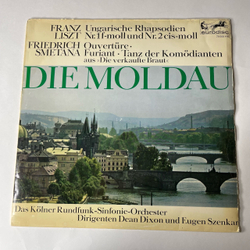 FRANZ LISZT
Ungarische Rhapsodien
Nr.1 f-moll und Nr.2 cis-moll
FRIEDRICH SMETANA
Ouvertüre·
Furiant·Tanz der Komödianten
aus »Die verkaufte Braut«
eurodisc
DIE MOLDAU
Das Kölner Rundfunk-Sinfonie-Orchester
Dirigenten Dean Dixon und Eugen Szenkar